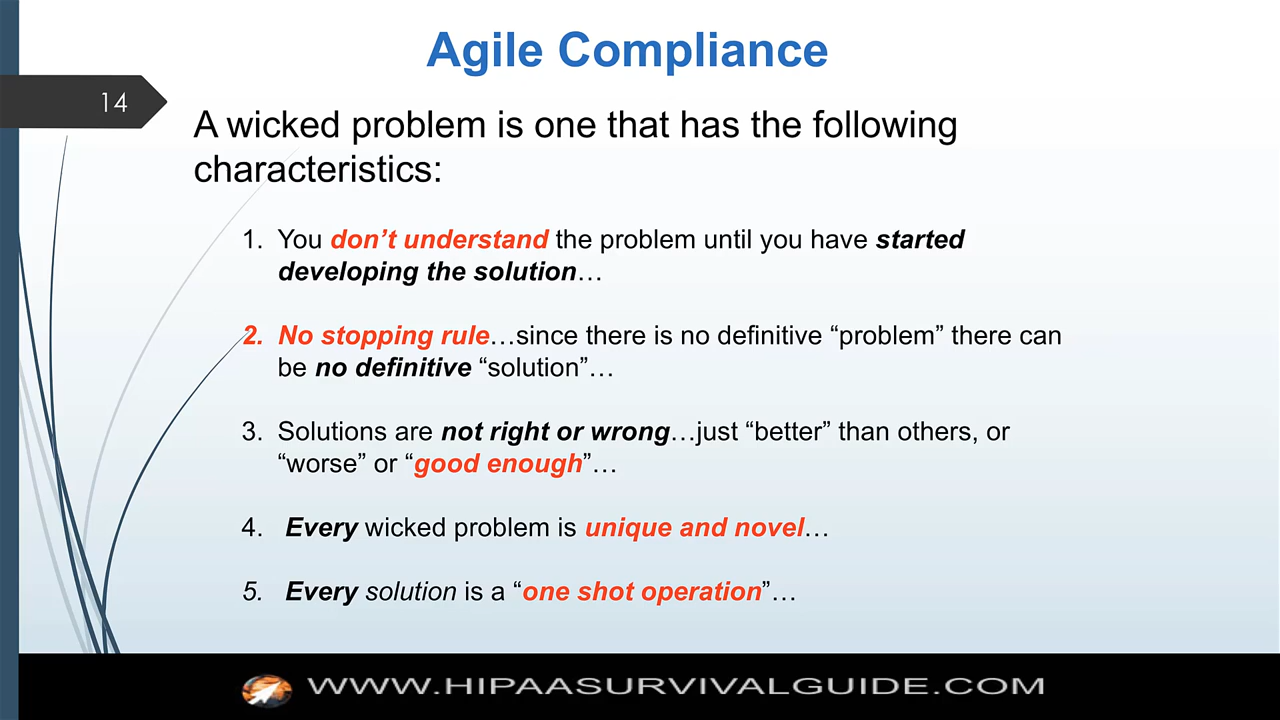 Agile Compliance
14
A wicked problem is one that has the following
characteristics:
1. You don’t understand the problem until you have started
developing the solution…
2. No stopping rule…since there is no definitive “problem” there can
be no definitive “solution”…
3. Solutions are not right or wrong…just “better” than others, or
“worse” or “good enough”…
4. Every wicked problem is unique and novel…
5. Every solution is a “one shot operation”…
WWW.HIPAASURVIVALGUIDE.COM